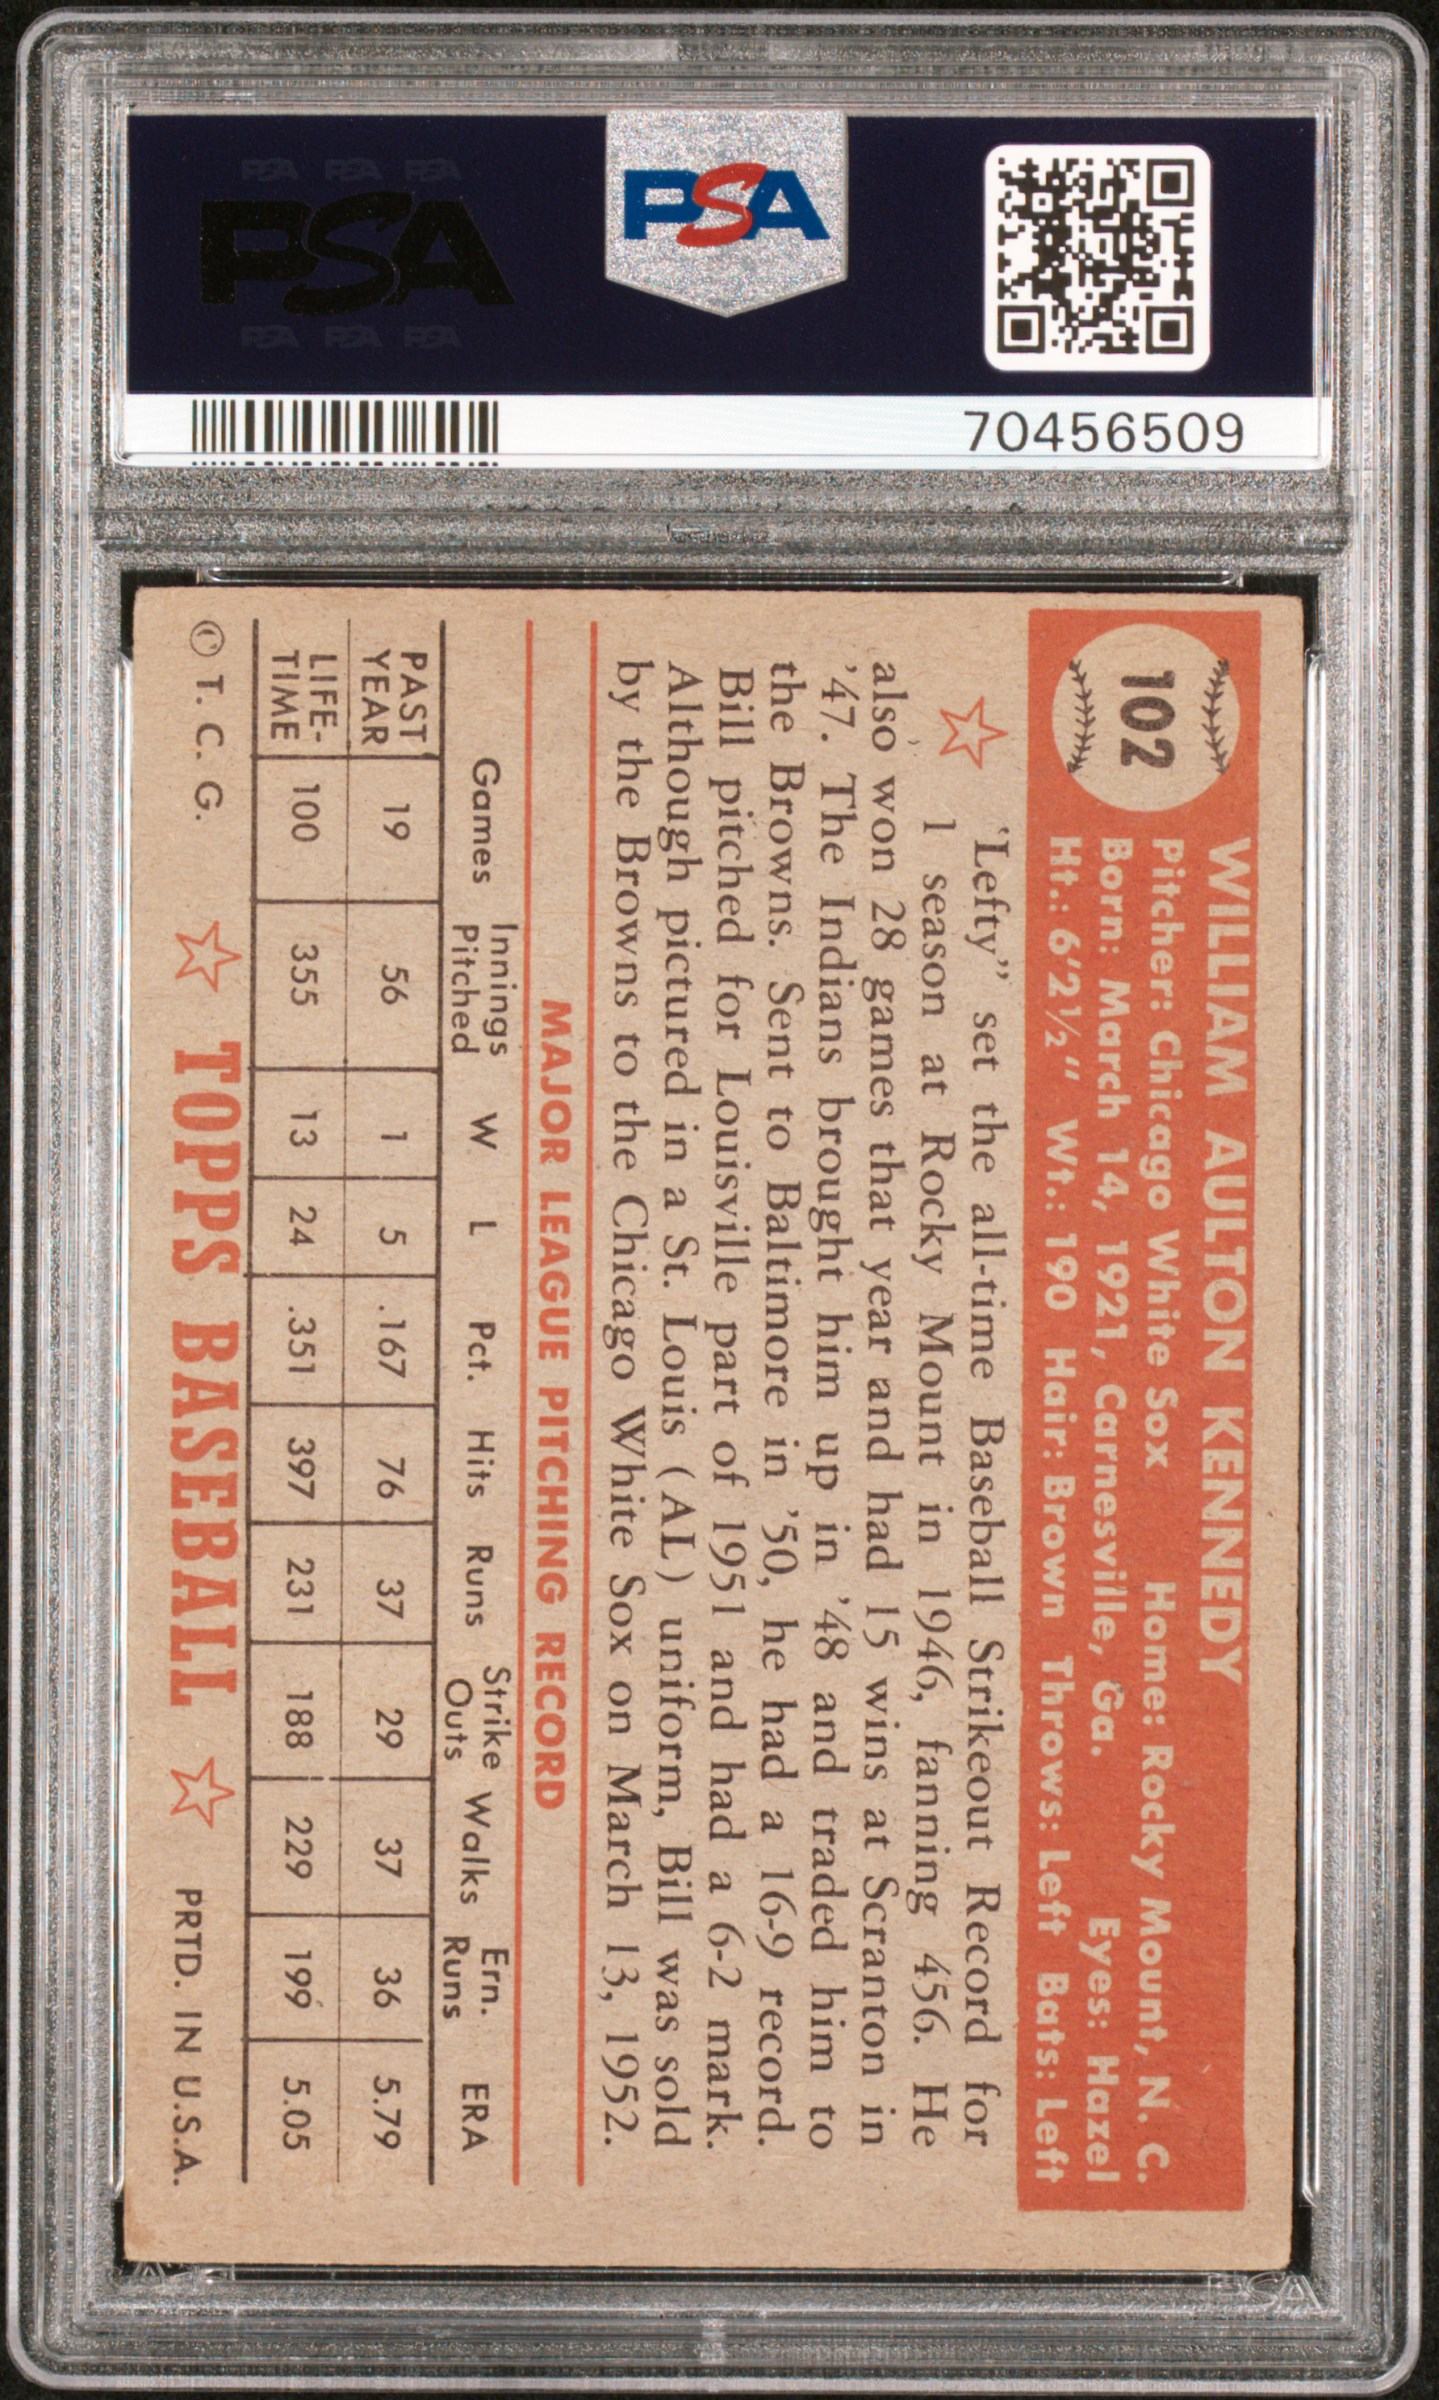 PSA PSA PSA
PSA
PSA PSA PSA
PSA
70456509
102
WILLIAM AULTON KENNEDY
Pitcher: Chicago White Sox Home: Rocky Mount, N. C.
Born: March 14, 1921, Carnesville, Ga. Eyes: Hazel
Ht.: 6'2½" Wt.: 190 Hair: Brown Throws: Left Bats: Left
'Lefty" set the all-time Baseball Strikeout Record for
1 season at Rocky Mount in 1946, fanning 456. He
also won 28 games that year and had 15 wins at Scranton in
'47. The Indians brought him up in '48 and traded him to
the Browns. Sent to Baltimore in '50, he had a 16-9 record.
Bill pitched for Louisville part of 1951 and had a 6-2 mark.
Although pictured in a St. Louis (AL) uniform, Bill was sold
by the Browns to the Chicago White Sox on March 13, 1952.
MAJOR LEAGUE PITCHING RECORD
Games Innings Pitched W L Pct. Hits Runs Strike Outs Walks Ern. Runs ERA
PAST YEAR 19 56 1 5 .167 76 37 29 37 36 5.79
LIFE-TIME 100 355 13 24 .351 397 231 188 229 199 5.05
© T. C. G. TOPPS BASEBALL PRTD. IN U.S.A.
PSA